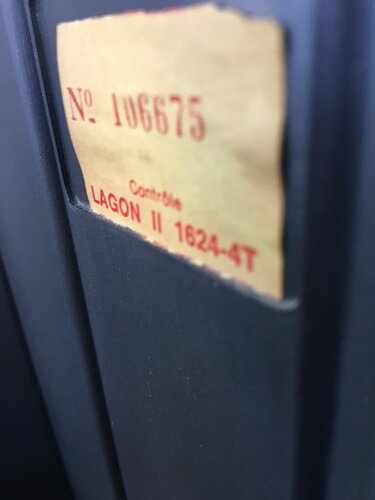 Nº 106675
Contrôle
LAGON II 1624-4T